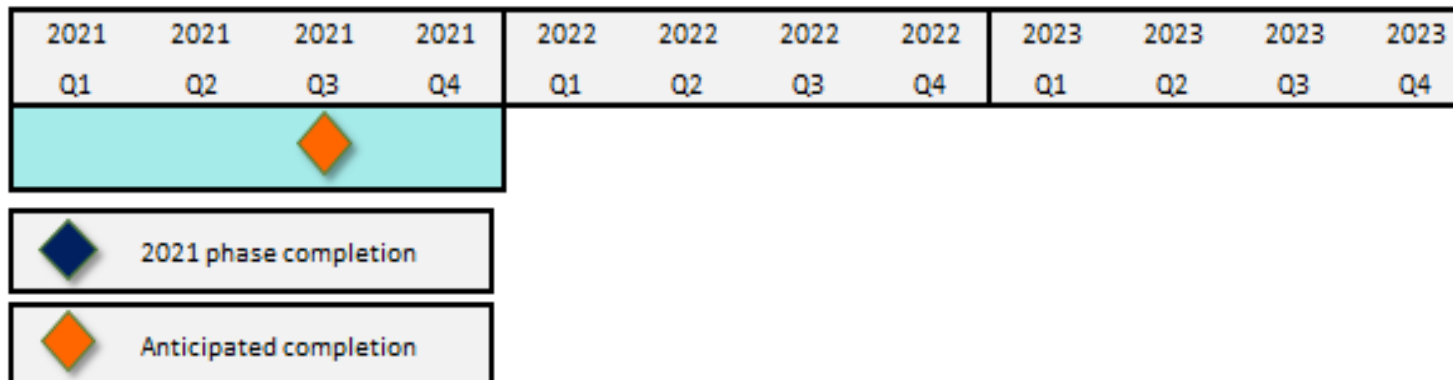 2021 2021 2021 2021 2022 2022 2022 2022 2023 2023 2023 2023
Q1 Q2 Q3 Q4 Q1 Q2 Q3 Q4 Q1 Q2 Q3 Q4
2021 phase completion
Anticipated completion